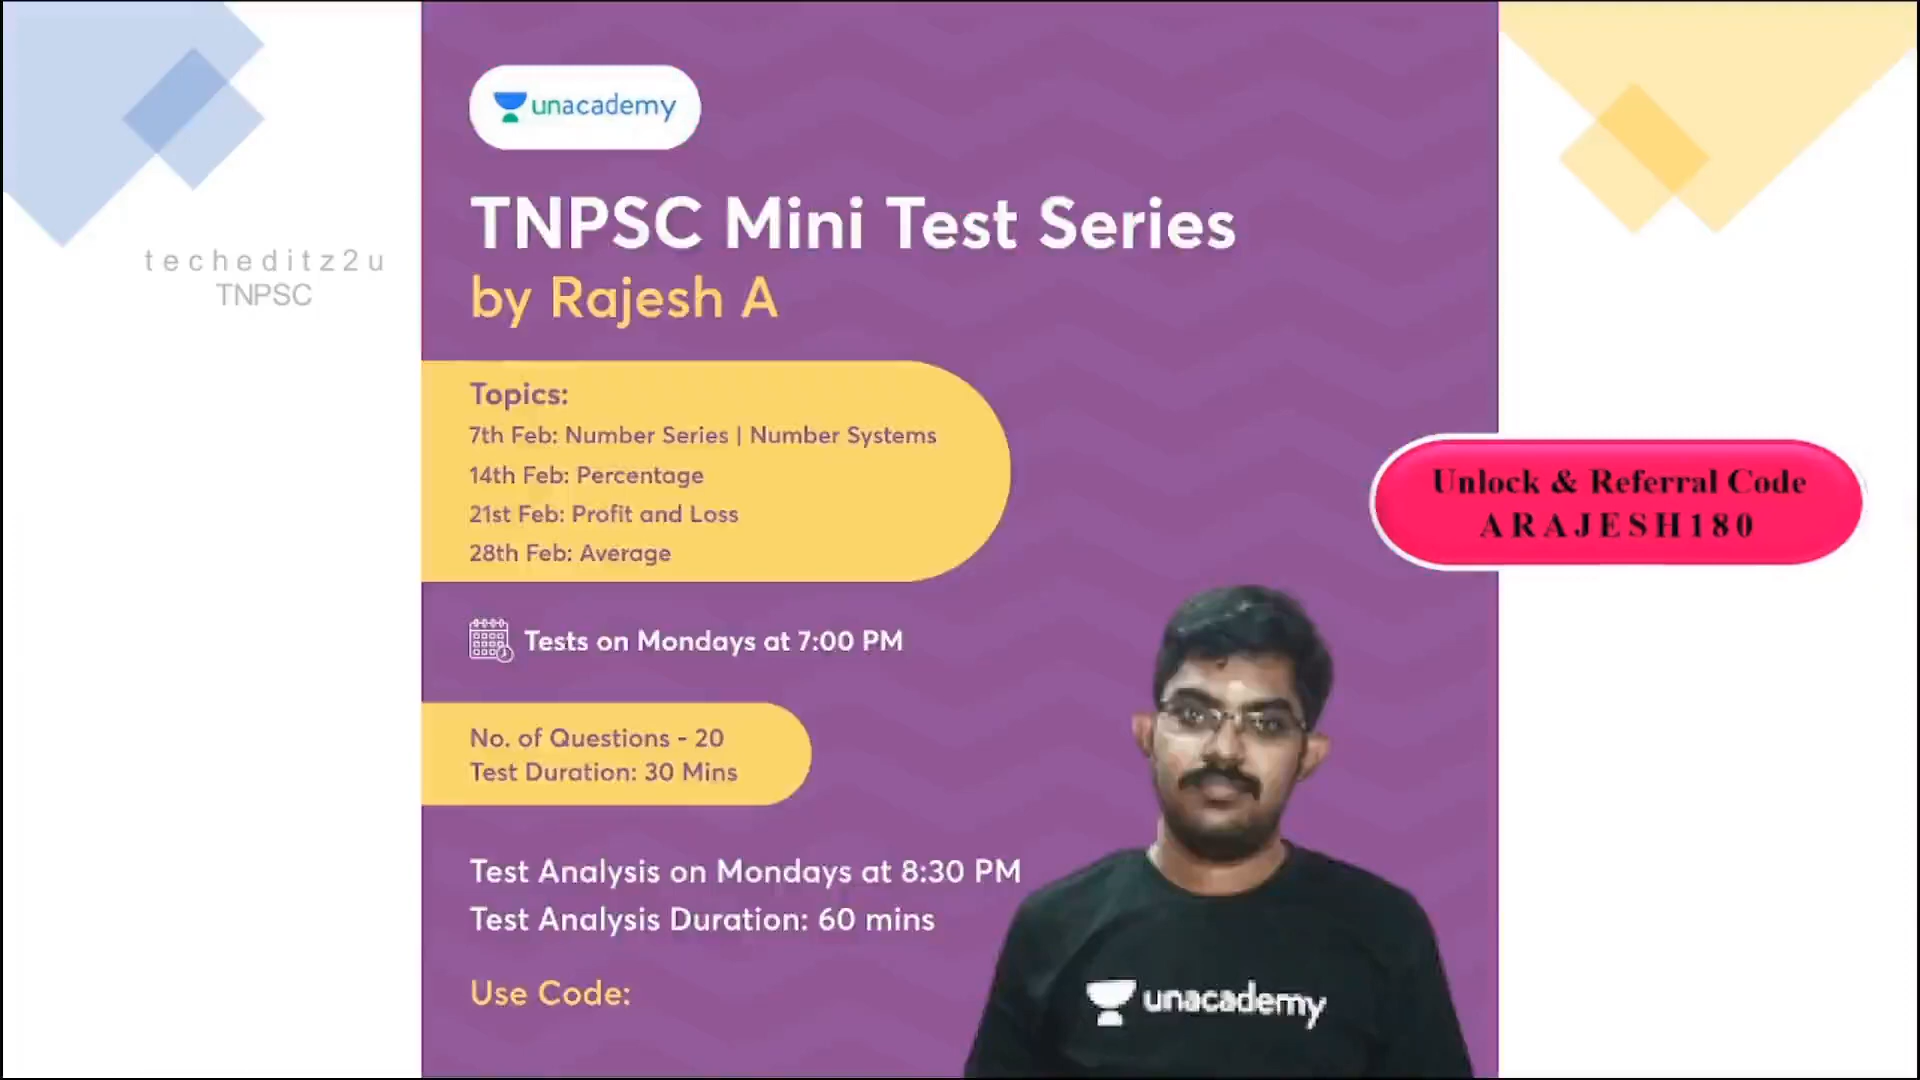 unacademy
TNPSC Mini Test Series
by Rajesh A
techeditz2u
TNPSC
Topics:
7th Feb: Number Series | Number Systems
14th Feb: Percentage
21st Feb: Profit and Loss
28th Feb: Average
Unlock & Referral Code
ARAJESH180
Tests on Mondays at 7:00 PM
No. of Questions - 20
Test Duration: 30 Mins
Test Analysis on Mondays at 8:30 PM
Test Analysis Duration: 60 mins
Use Code:
unacademy